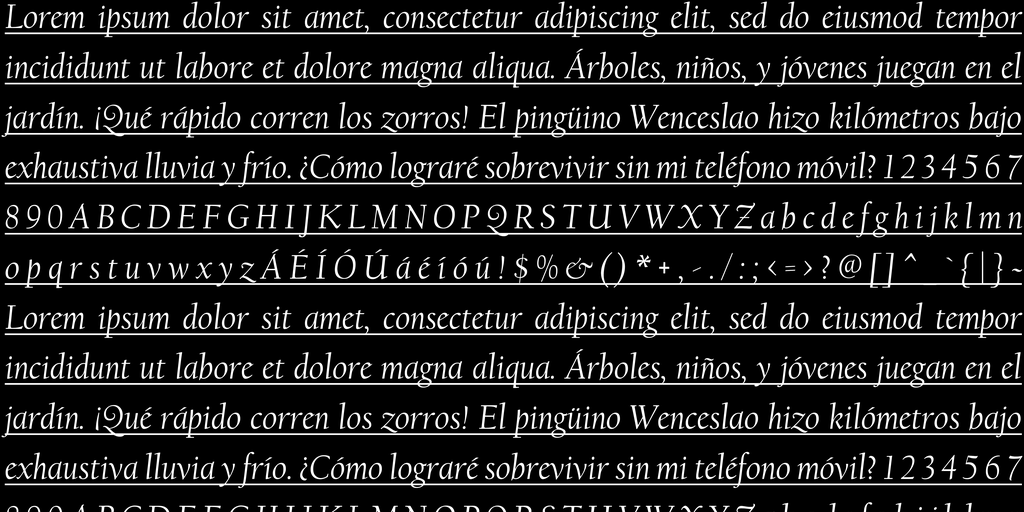 Lorem ipsum dolor sit amet, consectetur adipiscing elit, sed do eiusmod tempor
incididunt ut labore et dolore magna aliqua. Árboles, niños, y jóvenes juegan en el
jardín. ¡Qué rápido corren los zorros! El pingüino Wenceslao hizo kilómetros bajo
exhaustiva lluvia y frío. ¿Cómo lograré sobrevivir sin mi teléfono móvil? 1 2 3 4 5 6 7
8 9 0 A B C D E F G H I J K L M N O P Q R S T U V W X Y Z a b c d e f g h i j k l m n
o p q r s t u v w x y z Á É Í Ó Ú á é í ó ú ! $ % & ( ) * + , - . / : ; < = > ? @ [ ] ^ _ ` { | } ~
Lorem ipsum dolor sit amet, consectetur adipiscing elit, sed do eiusmod tempor
incididunt ut labore et dolore magna aliqua. Árboles, niños, y jóvenes juegan en el
jardín. ¡Qué rápido corren los zorros! El pingüino Wenceslao hizo kilómetros bajo
exhaustiva lluvia y frío. ¿Cómo lograré sobrevivir sin mi teléfono móvil? 1 2 3 4 5 6 7